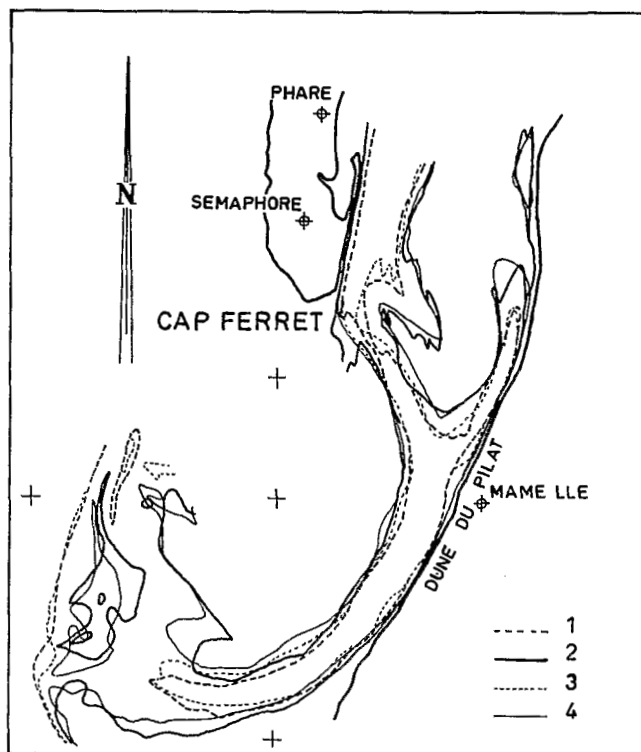 PHARE
N
SEMAPHORE
CAP FERRET
DUNE DU PILAT
MAME LLE
1
2
3
4